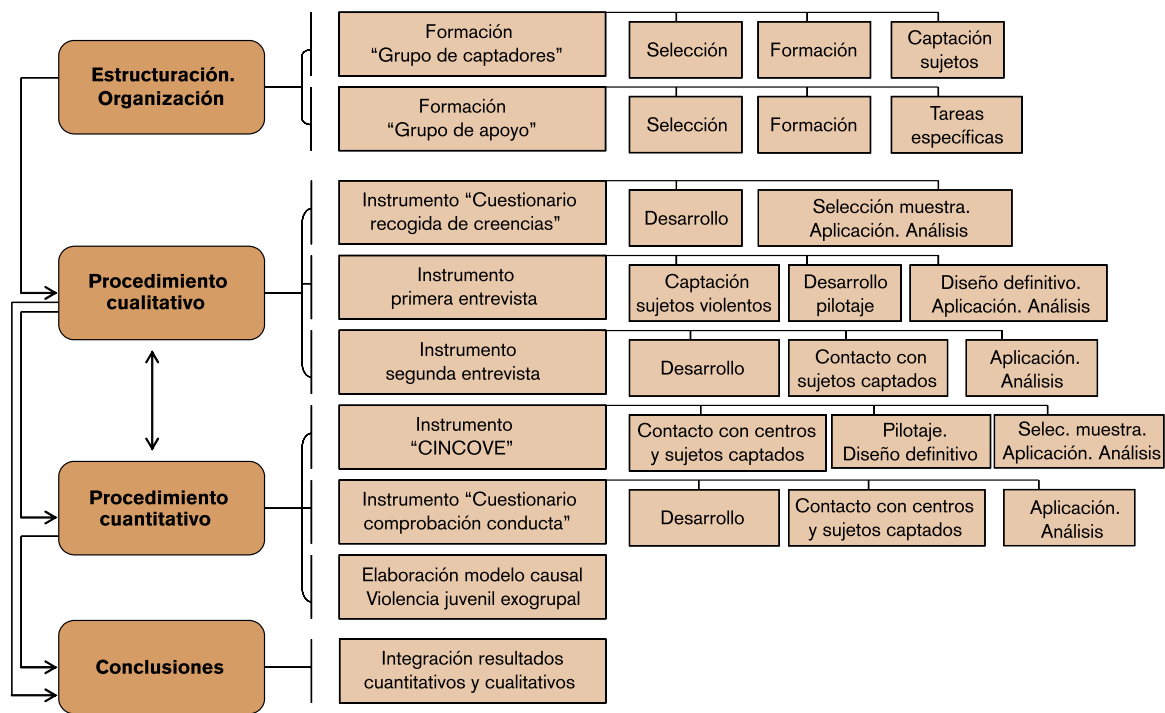 Estructuración.
Organización
Formación
“Grupo de captadores”
Selección
Formación
Captación
sujetos
Formación
“Grupo de apoyo”
Selección
Formación
Tareas
específicas
Procedimiento
cualitativo
Instrumento “Cuestionario
recogida de creencias”
Desarrollo
Selección muestra.
Aplicación. Análisis
Instrumento
primera entrevista
Captación
sujetos violentos
Desarrollo
pilotaje
Diseño definitivo.
Aplicación. Análisis
Instrumento
segunda entrevista
Desarrollo
Contacto con
sujetos captados
Aplicación.
Análisis
Procedimiento
cuantitativo
Instrumento
“CINCOVE”
Contacto con centros
y sujetos captados
Pilotaje.
Diseño definitivo
Selec. muestra.
Aplicación. Análisis
Instrumento “Cuestionario
comprobación conducta”
Desarrollo
Contacto con centros
y sujetos captados
Aplicación.
Análisis
Elaboración modelo causal
Violencia juvenil exogrupal
Conclusiones
Integración resultados
cuantitativos y cualitativos